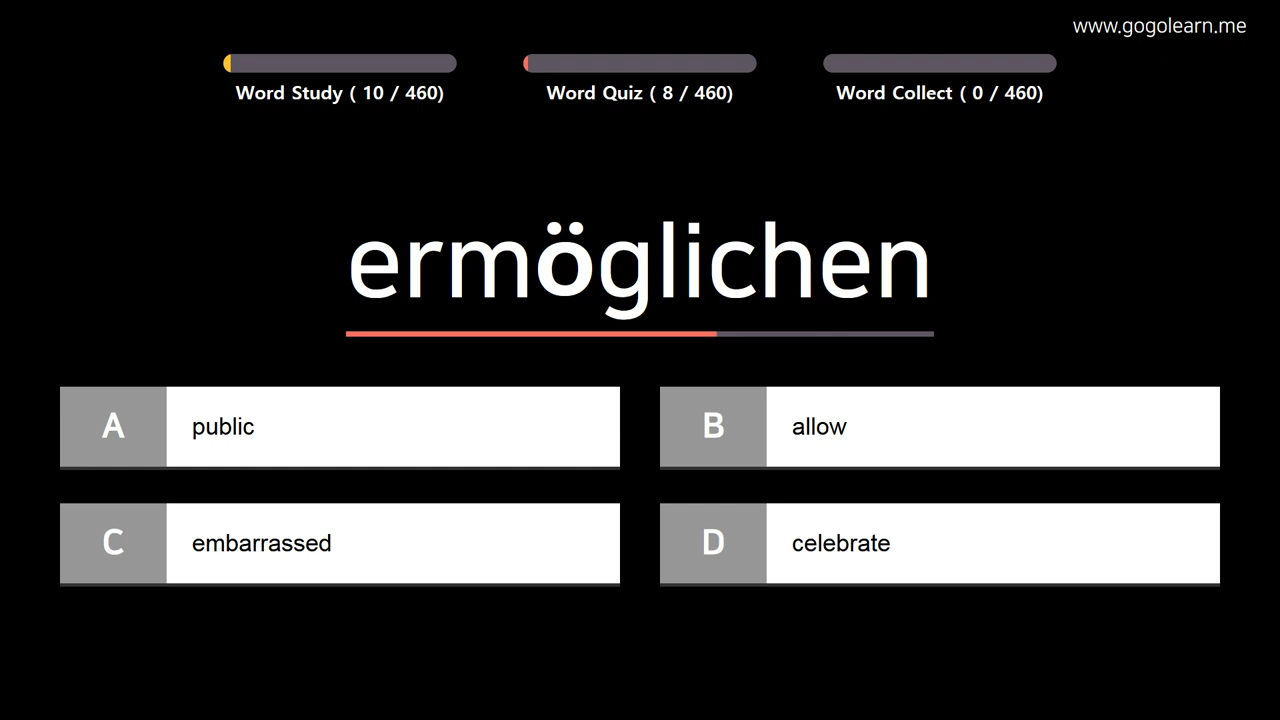 www.gogolearn.me
Word Study ( 10 / 460)
Word Quiz ( 8 / 460)
Word Collect ( 0 / 460)
ermöglichen
A public
B allow
C embarrassed
D celebrate